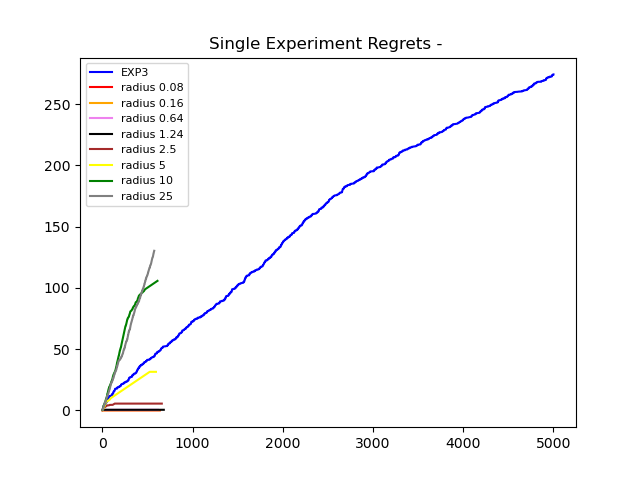 Single Experiment Regrets -
EXP3
radius 0.08
radius 0.16
radius 0.64
radius 1.24
radius 2.5
radius 5
radius 10
radius 25
250
200
150
100
50
0
0 1000 2000 3000 4000 5000